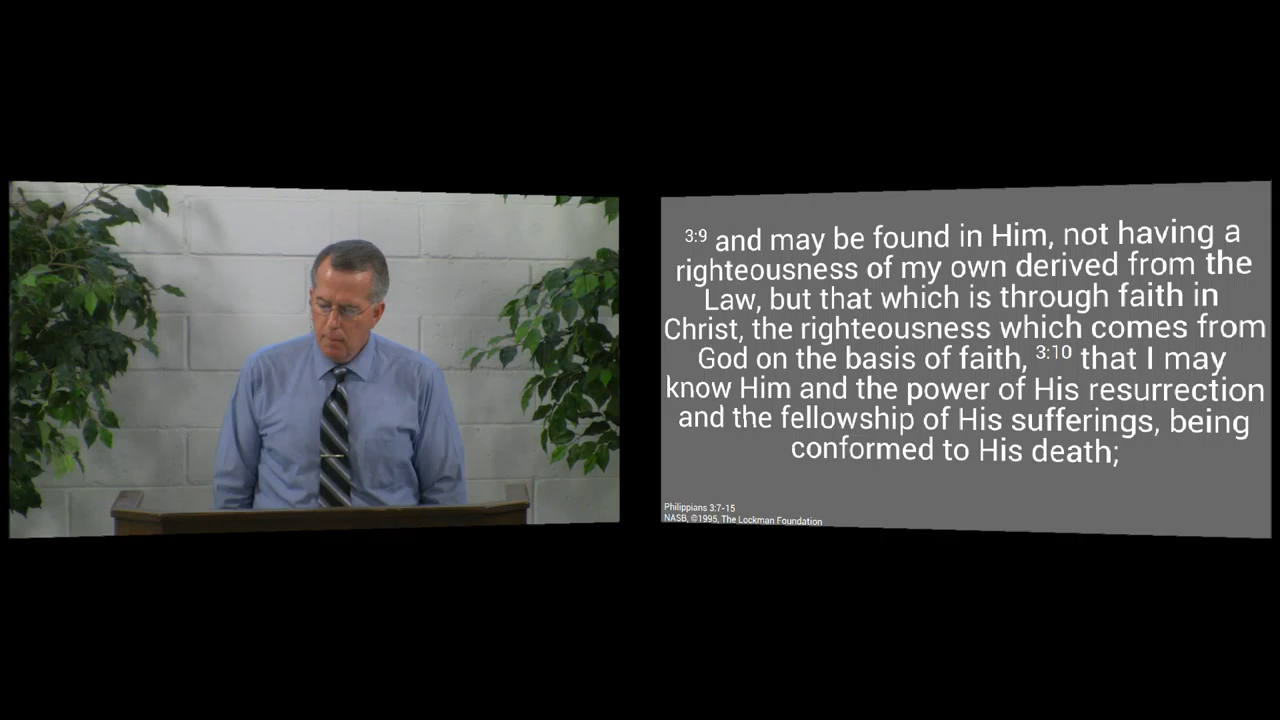 3:9 and may be found in Him, not having a
righteousness of my own derived from the
Law, but that which is through faith in
Christ, the righteousness which comes from
God on the basis of faith, 3:10 that I may
know Him and the power of His resurrection
and the fellowship of His sufferings, being
conformed to His death;
Philippians 3:7-15
NASB, ©1995, The Lockman Foundation